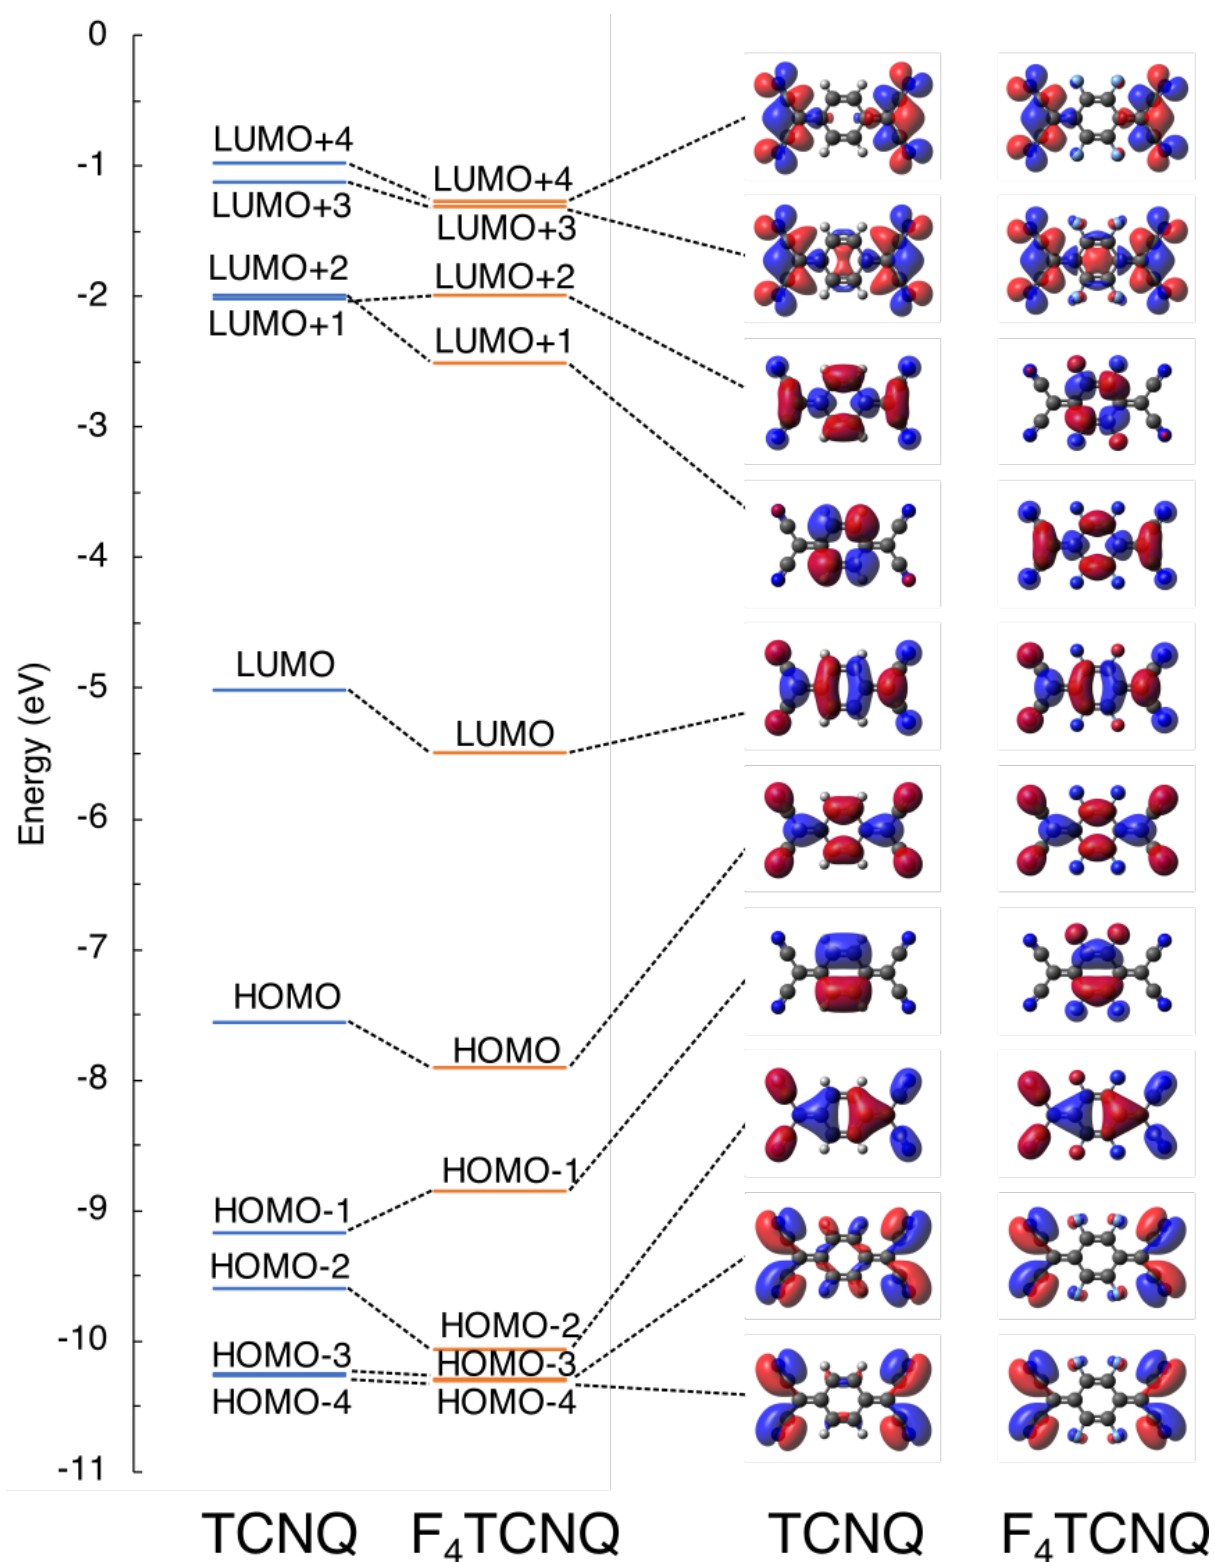 0
-1
-2
-3
-4
-5
-6
-7
-8
-9
-10
-11
Energy (eV)
LUMO+4
LUMO+3
LUMO+2
LUMO+1
LUMO
HOMO
HOMO-1
HOMO-2
HOMO-3
HOMO-4
LUMO+4
LUMO+3
LUMO+2
LUMO+1
LUMO
HOMO
HOMO-1
HOMO-2
HOMO-3
HOMO-4
TCNQ F₄TCNQ TCNQ F₄TCNQ